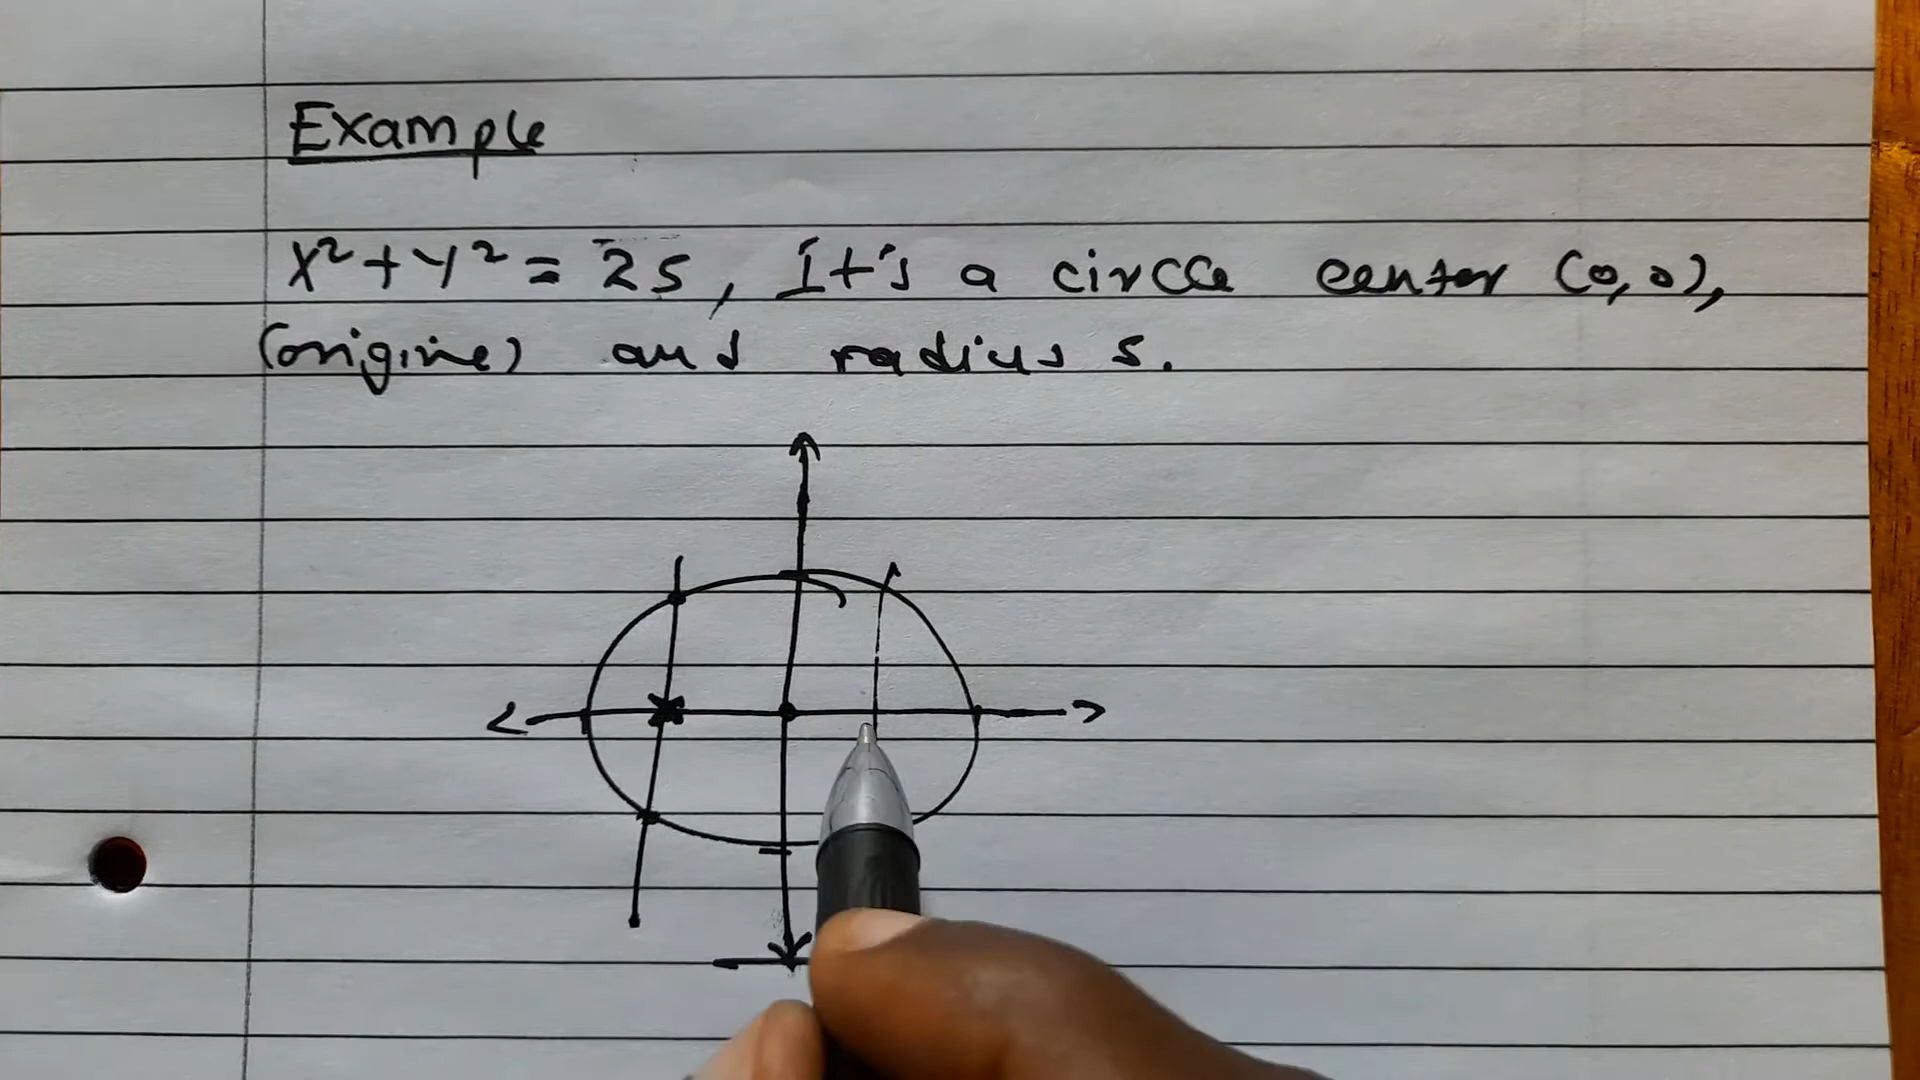 Example
x² + y² = 25, It's a circle center (0,0),
(origine) and radius 5.